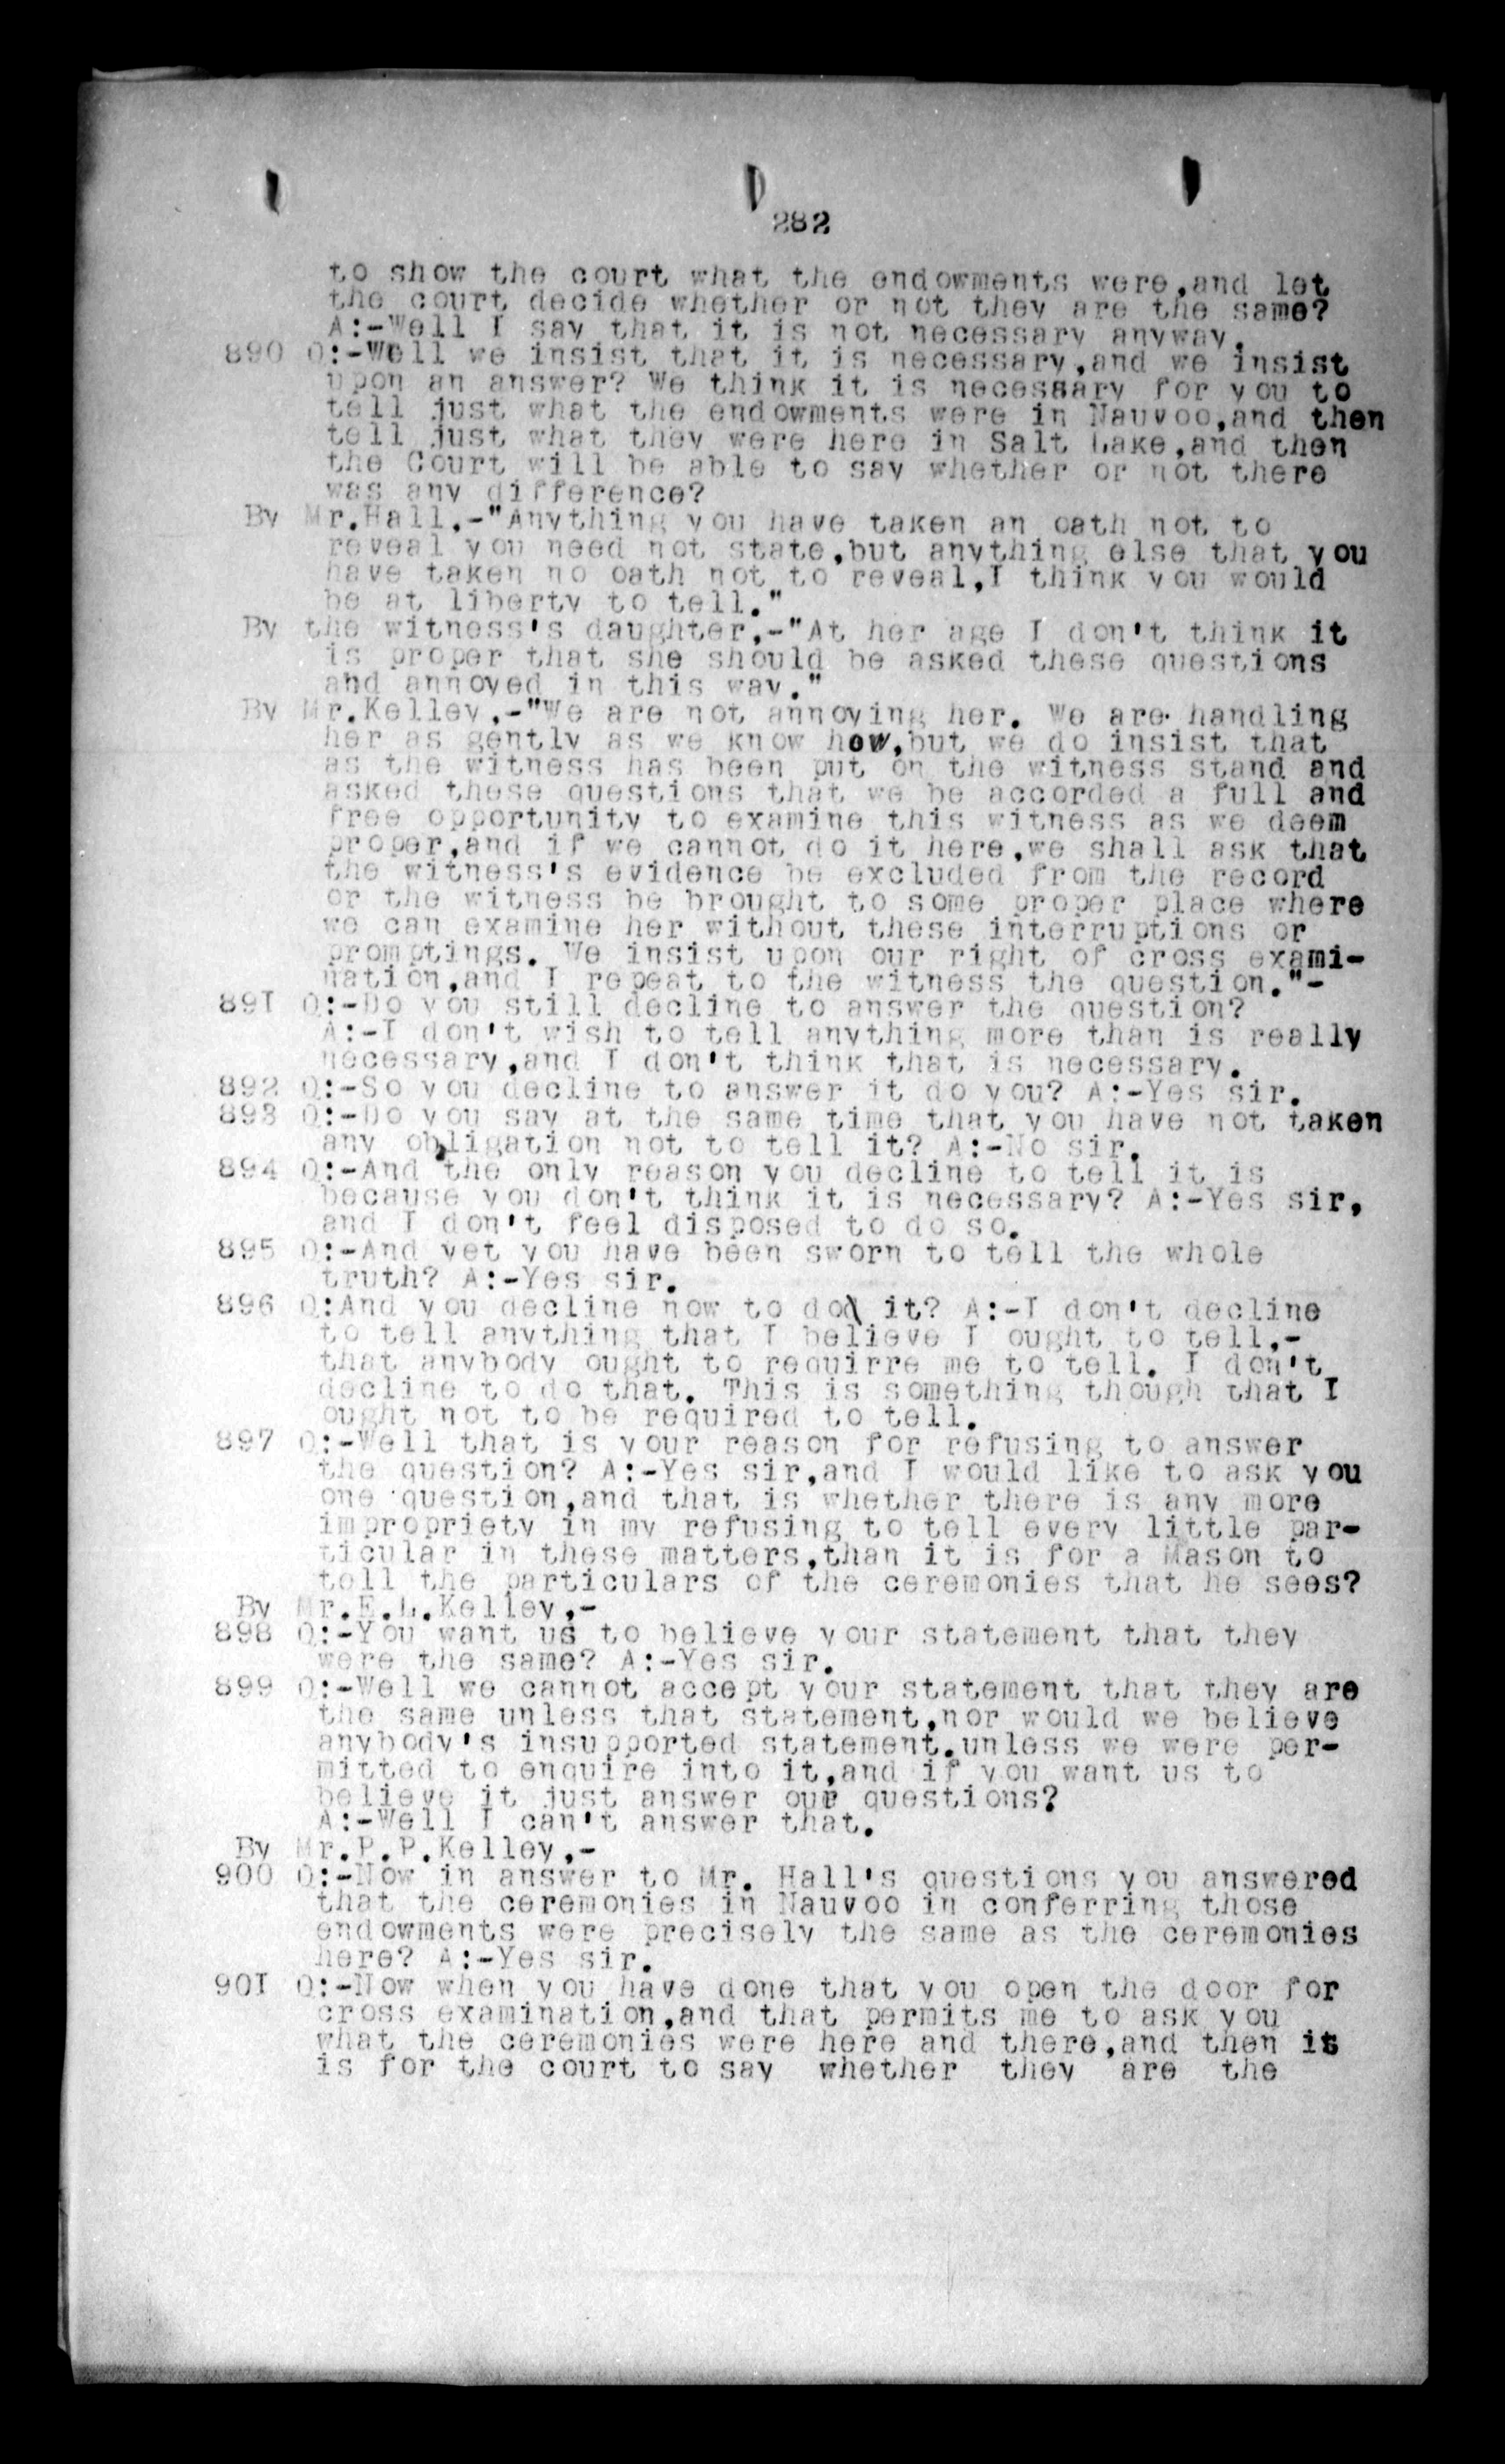 282
to show the court what the endowments were,and let
the court decide whether or not they are the same?
A:-Well I say that it is not necessary anyway.
890 Q:-Well we insist that it is necessary,and we insist
upon an answer? We think it is necessary for you to
tell just what the endowments were in Nauvoo,and then
tell just what they were here in Salt Lake,and then
the Court will be able to say whether or not there
was any difference?
By Mr.Hall,-"Anything you have taken an oath not to
reveal you need not state,but anything else that you
have taken no oath not to reveal,I think you would
be at liberty to tell."
By the witness's daughter,-"At her age I don't think it
is proper that she should be asked these questions
and annoyed in this way."
By Mr.Kelley,-"We are not annoying her. We are handling
her as gently as we know how,but we do insist that
as the witness has been put on the witness stand and
asked these questions that we be accorded a full and
free opportunity to examine this witness as we deem
proper,and if we cannot do it here,we shall ask that
the witness's evidence be excluded from the record
or the witness be brought to some proper place where
we can examine her without these interruptions or
promptings. We insist upon our right of cross exami-
nation,and I repeat to the witness the question."-
891 Q:-Do you still decline to answer the question?
A:-I don't wish to tell anything more than is really
necessary,and I don't think that is necessary.
892 Q:-So you decline to answer it do you? A:-Yes sir.
893 Q:-Do you say at the same time that you have not taken
any obligation not to tell it? A:-No sir.
894 Q:-And the only reason you decline to tell it is
because you don't think it is necessary? A:-Yes sir,
and I don't feel disposed to do so.
895 Q:-And yet you have been sworn to tell the whole
truth? A:-Yes sir.
896 Q:And you decline now to do it? A:-I don't decline
to tell anything that I believe I ought to tell,-
that anybody ought to requirre me to tell. I don't
decline to do that. This is something though that I
ought not to be required to tell.
897 Q:-Well that is your reason for refusing to answer
the question? A:-Yes sir,and I would like to ask you
one question,and that is whether there is any more
impropriety in my refusing to tell every little par-
ticular in these matters,than it is for a Mason to
tell the particulars of the ceremonies that he sees?
By Mr.E.L.Kelley,-
898 Q:-You want us to believe your statement that they
were the same? A:-Yes sir.
899 Q:-Well we cannot accept your statement that they are
the same unless that statement,nor would we believe
anybody's insupported statement.unless we were per-
mitted to enquire into it,and if you want us to
believe it just answer our questions?
A:-Well I can't answer that.
By Mr.P.P.Kelley,-
900 Q:-Now in answer to Mr. Hall's questions you answered
that the ceremonies in Nauvoo in conferring those
endowments were precisely the same as the ceremonies
here? A:-Yes sir.
901 Q:-Now when you have done that you open the door for
cross examination,and that permits me to ask you
what the ceremonies were here and there,and then it
is for the court to say whether they are the